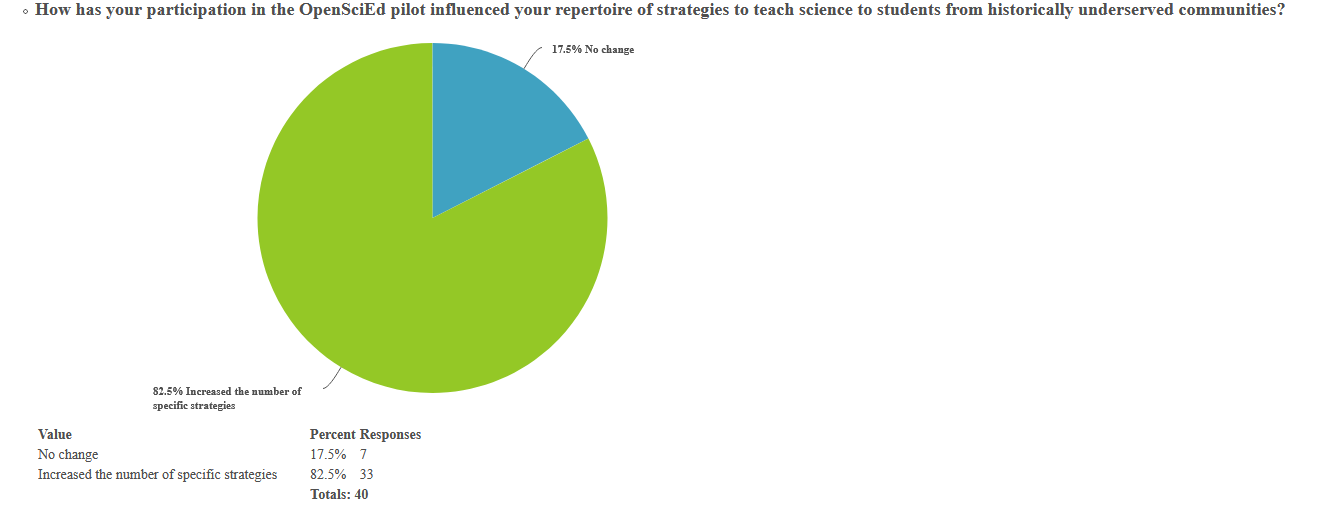 ◦ How has your participation in the OpenSciEd pilot influenced your repertoire of strategies to teach science to students from historically underserved communities?
17.5% No change
82.5% Increased the number of
specific strategies
Value Percent Responses
No change 17.5% 7
Increased the number of specific strategies 82.5% 33
Totals: 40